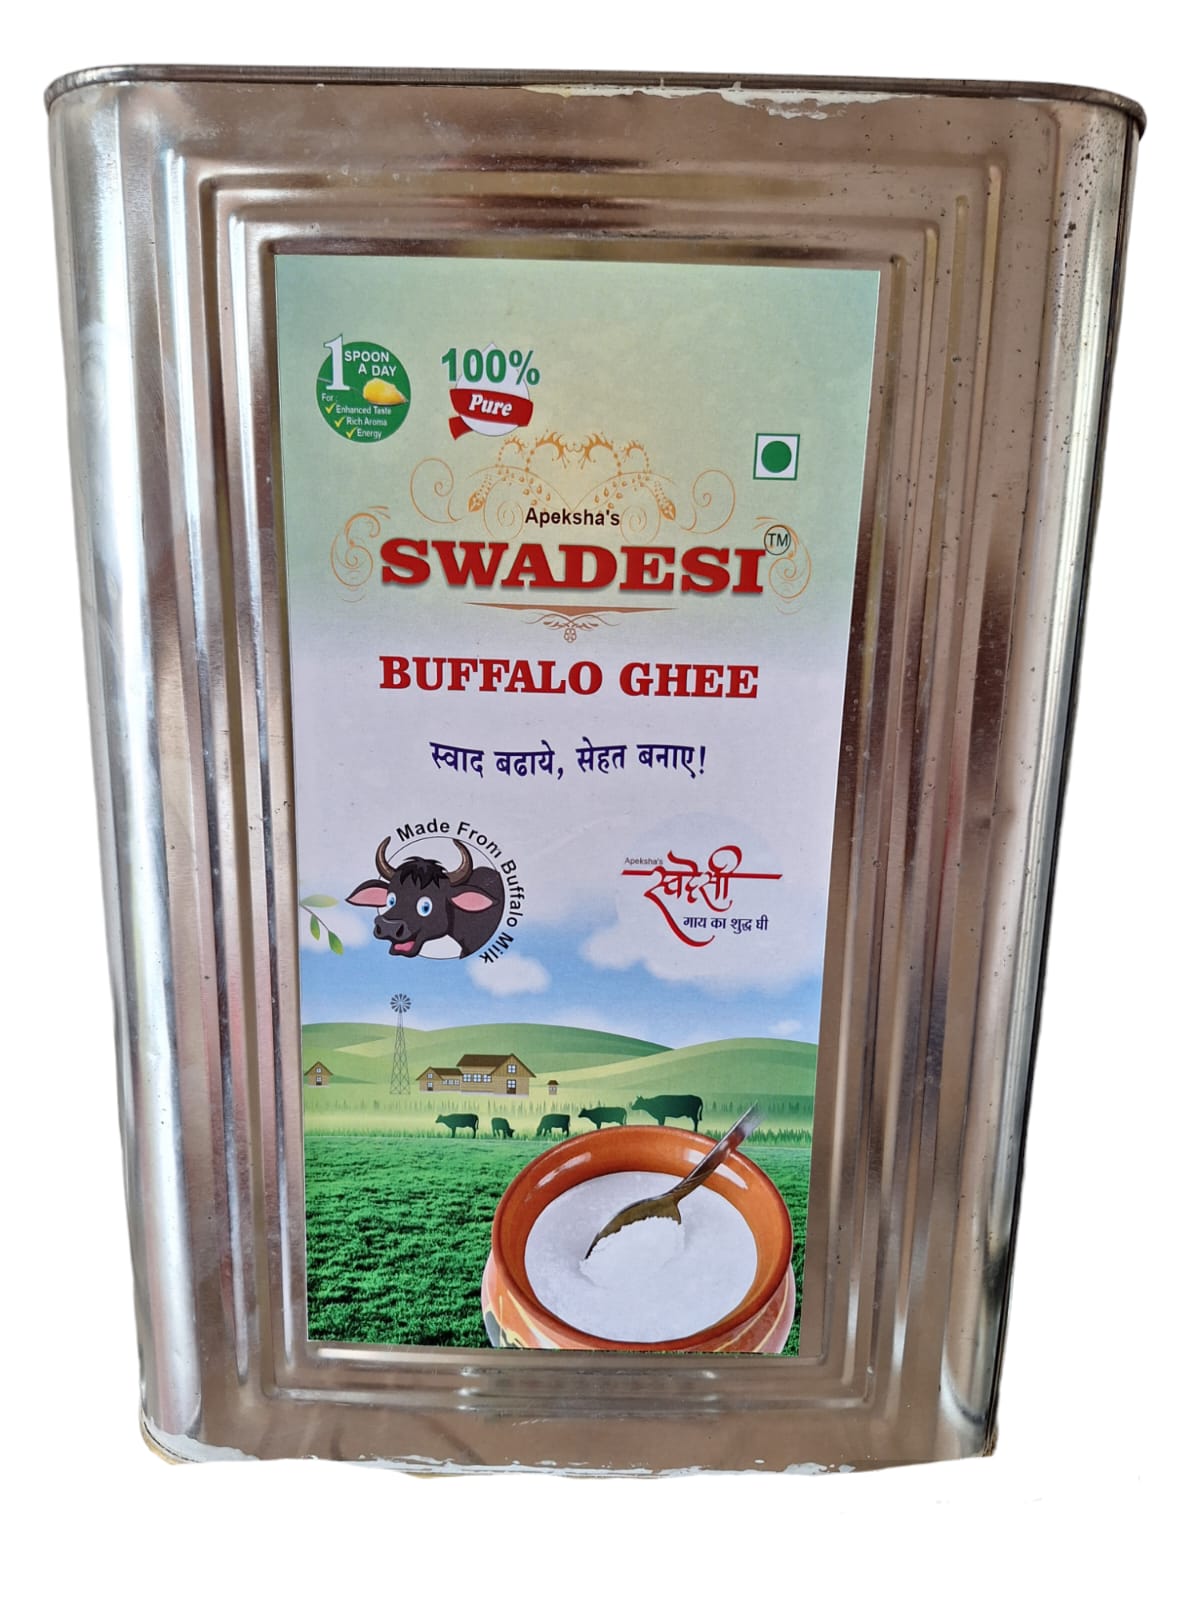 1 SPOON
A DAY
For :
✓ Enhanced Taste
✓ Rich Aroma
✓ Energy
100%
Pure
Apeksha's
SWADESI TM
BUFFALO GHEE
स्वाद बढाये, सेहत बनाए!
Made From Buffalo Milk
Apeksha's
स्वदेसी
गाय का शुद्ध घी